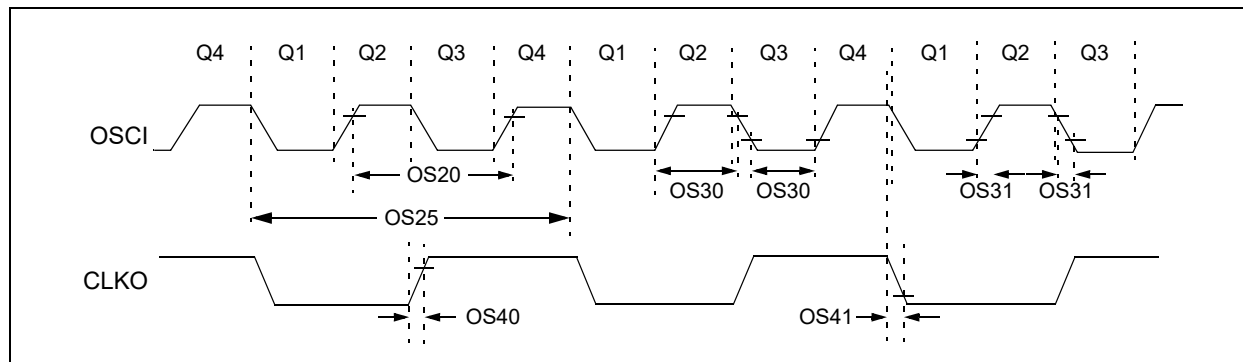 Q4 Q1 Q2 Q3 Q4 Q1 Q2 Q3 Q4 Q1 Q2 Q3
OSCI
OS20 OS30 OS30 OS31 OS31
OS25
CLKO
OS40 OS41